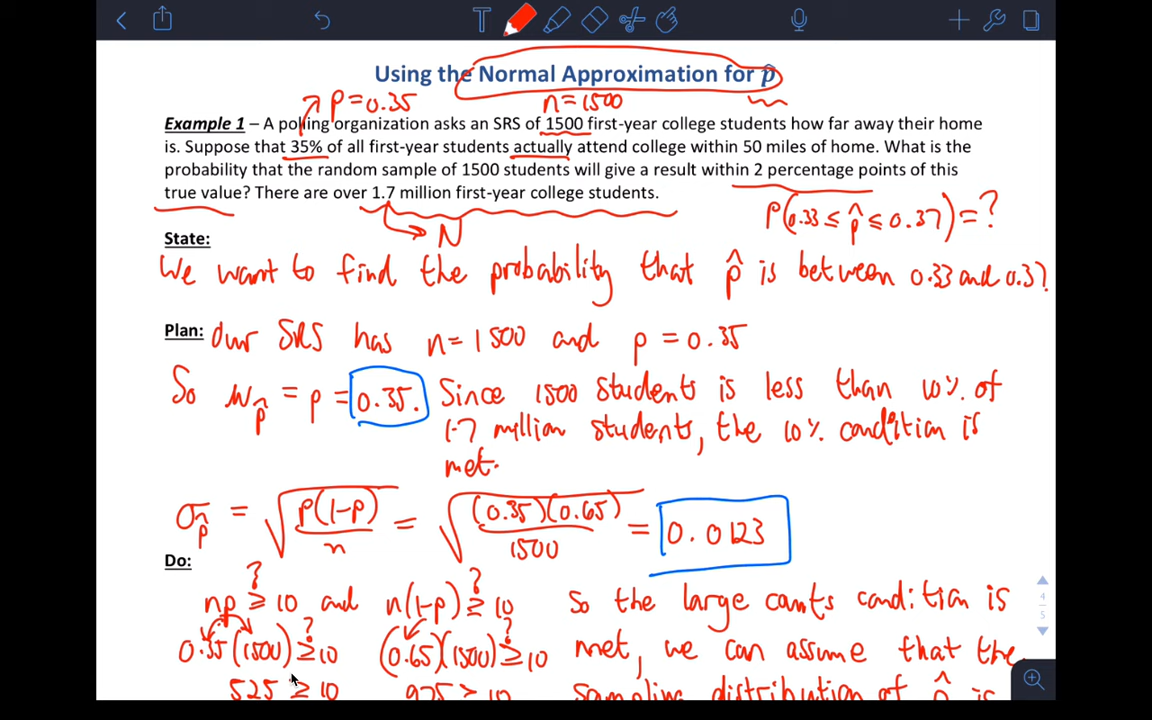 Using the Normal Approximation for p̂
p=0.35
n=1500
Example 1 – A polling organization asks an SRS of 1500 first-year college students how far away their home
is. Suppose that 35% of all first-year students actually attend college within 50 miles of home. What is the
probability that the random sample of 1500 students will give a result within 2 percentage points of this
true value? There are over 1.7 million first-year college students.
P(0.33 ≤ p̂ ≤ 0.37) = ?
N
State:
We want to find the probability that p̂ is between 0.33 and 0.37.
Plan: Our SRS has n=1500 and p=0.35
So μp̂ = p = 0.35. Since 1500 students is less than 10% of
1.7 million students, the 10% condition is
met.
σp̂ = √(p(1-p)/n) = √((0.35)(0.65)/1500) = 0.0123
Do:
? ?
np ≥ 10 and n(1-p) ≥ 10 So the large counts condition is
? ?
0.35(1500) ≥ 10 (0.65)(1500) ≥ 10 met, we can assume that the
525 ≥ 10 975 ≥ 10 sampling distribution of p̂ is
4
5